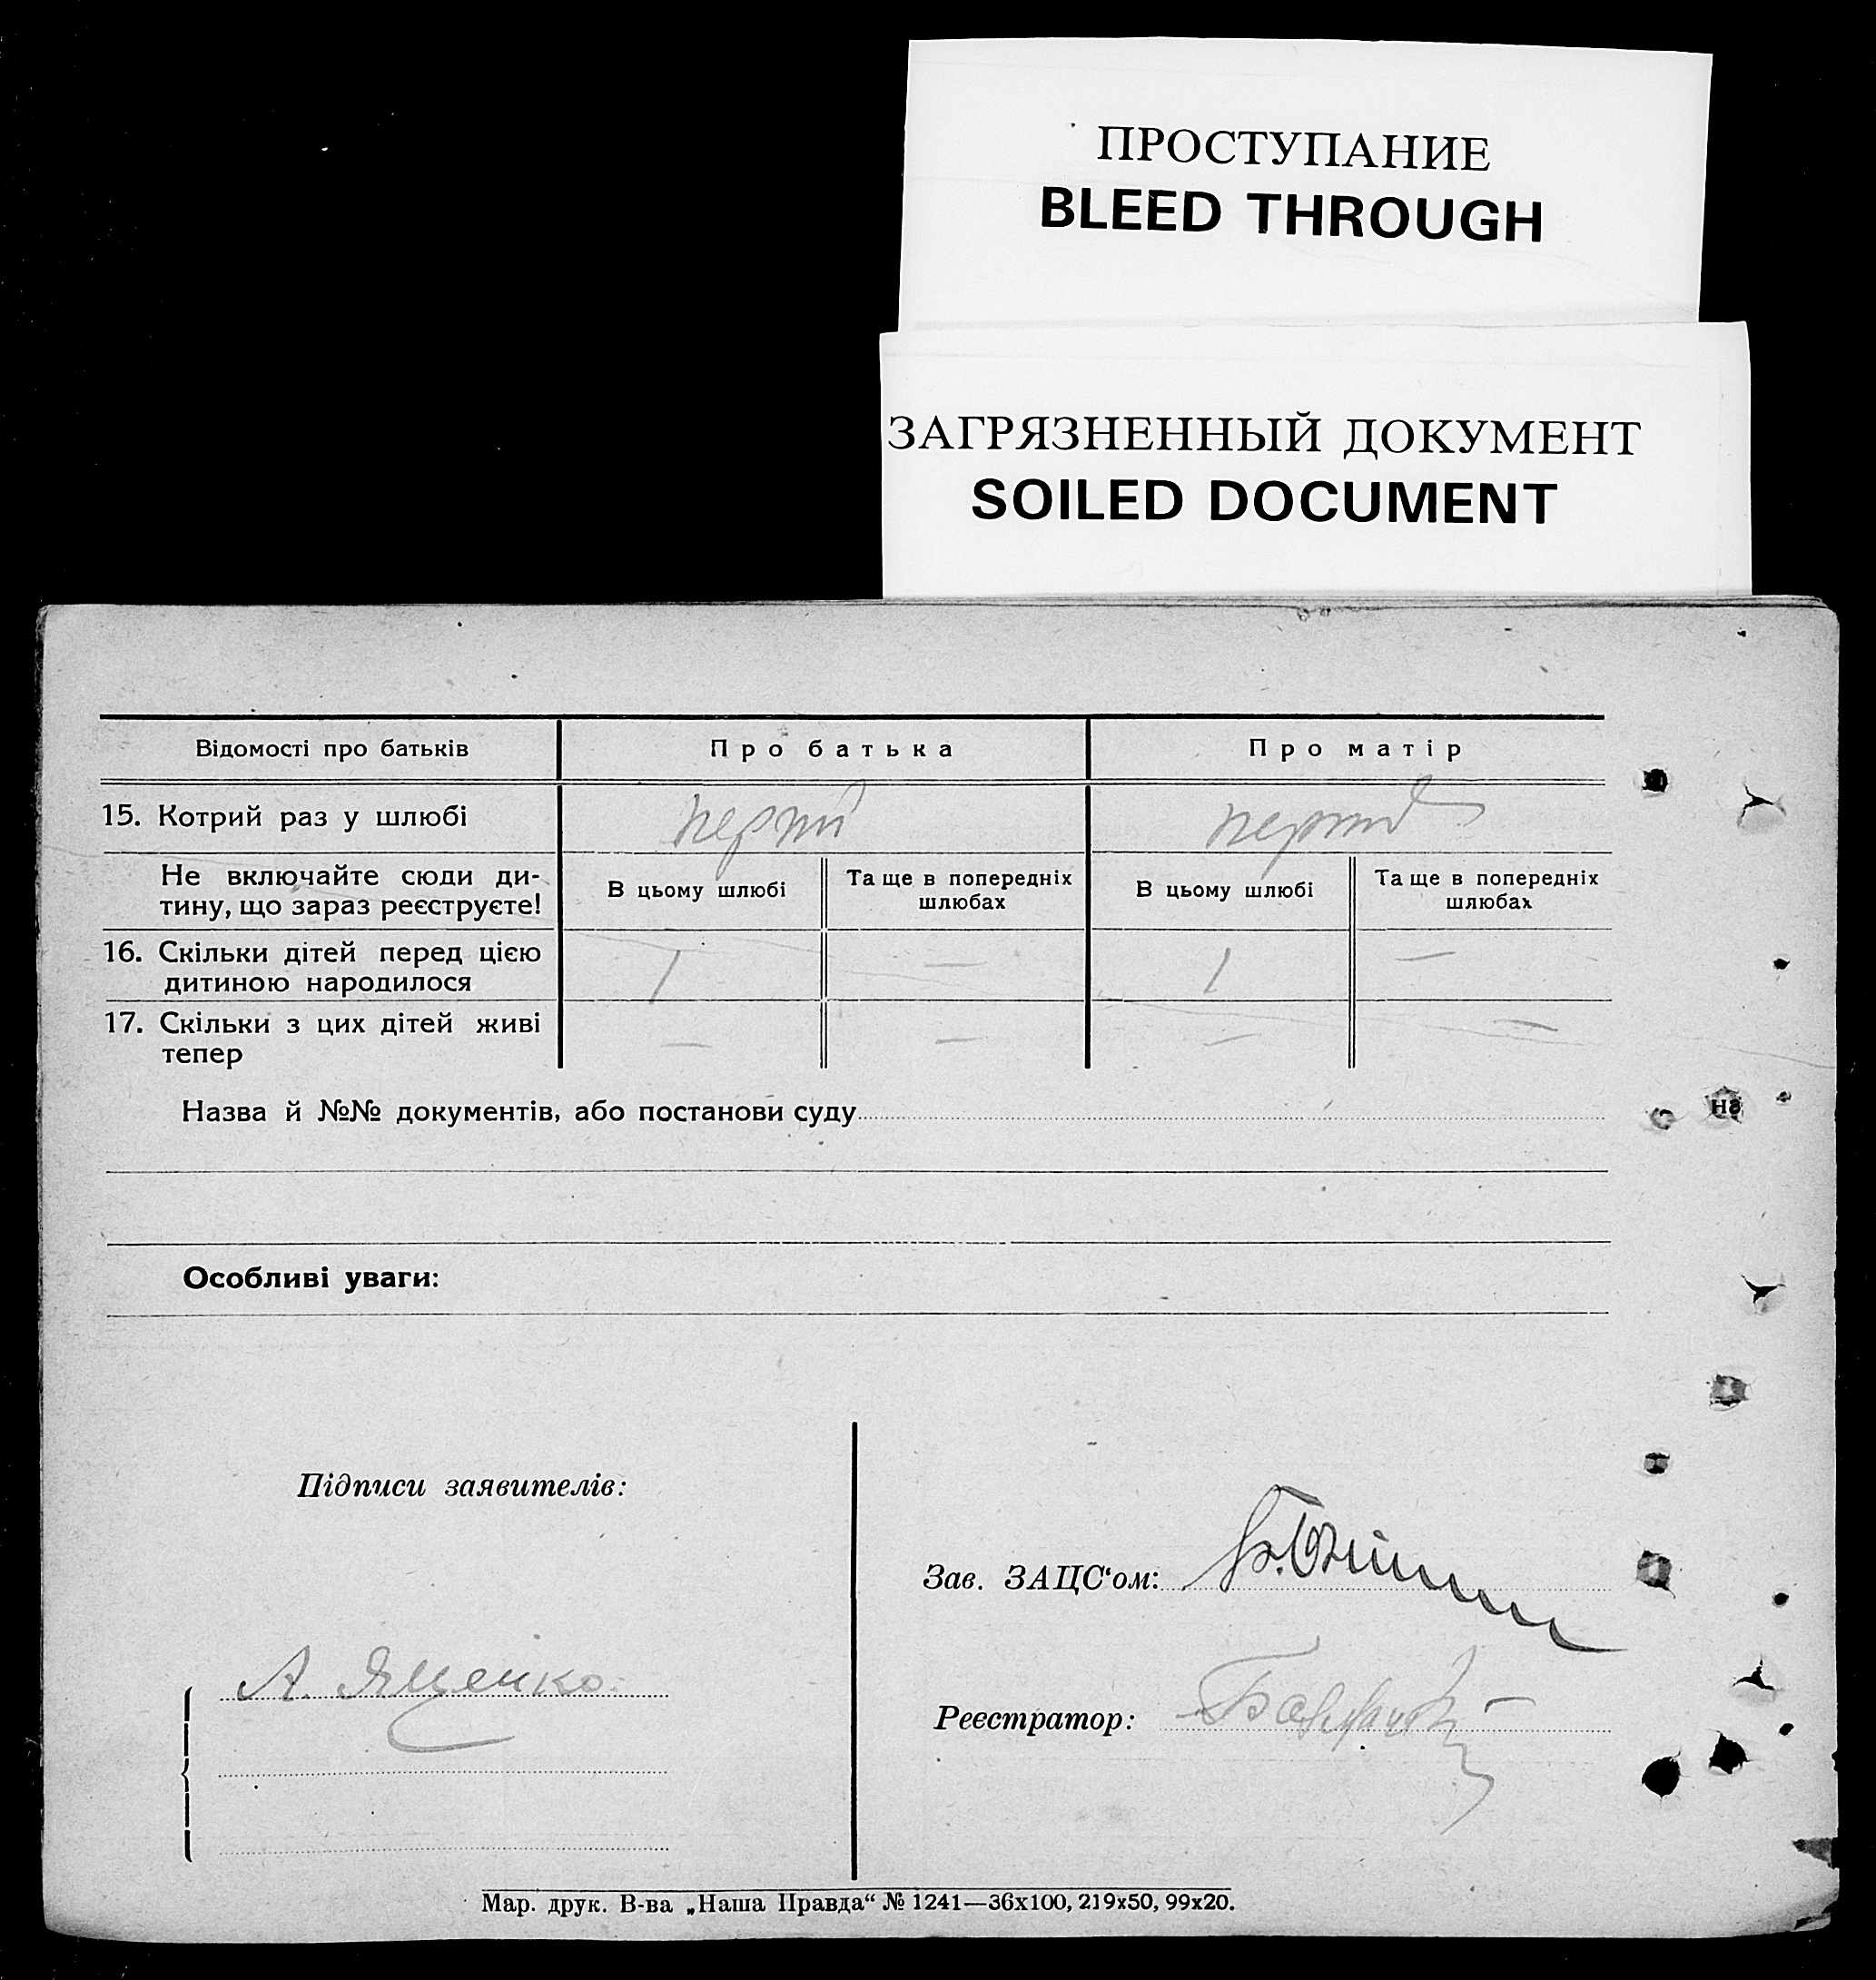 ПРОСТУПАНИЕ
BLEED THROUGH
ЗАГРЯЗНЕННЫЙ ДОКУМЕНТ
SOILED DOCUMENT
Відомості про батьків Про батька Про матір
15. Котрий раз у шлюбі
Не включайте сюди ди-
тину, що зараз реєструєте!
В цьому шлюбі
Та ще в попередніх
шлюбах
В цьому шлюбі
Та ще в попередніх
шлюбах
16. Скільки дітей перед цією
дитиною народилося
1 — 1 —
17. Скільки з цих дітей живі
тепер
— — — —
Назва й №№ документів, або постанови суду
Особливі уваги:
Підписи заявителів:
А. Яценко
Зав. ЗАЦС‘ом:
Реєстратор:
Мар. друк. В-ва „Наша Правда“ № 1241—36х100, 219х50, 99х20.